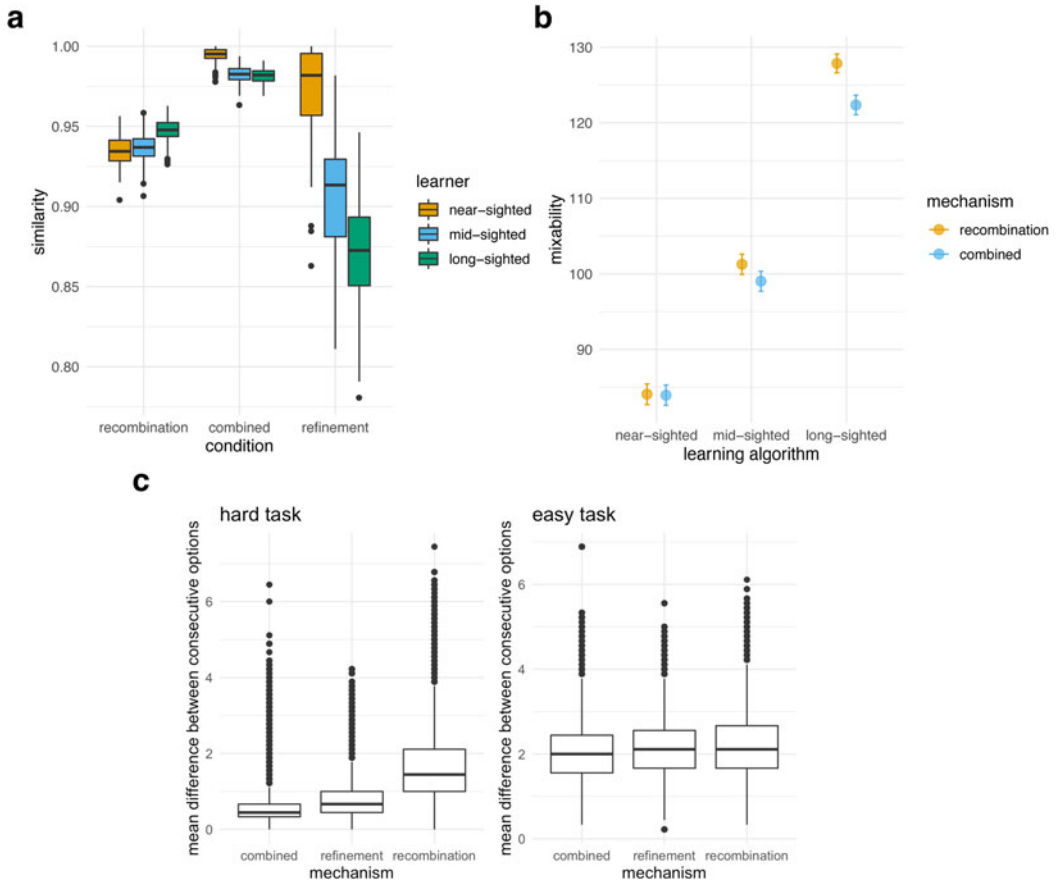 a
1.00
0.95
0.90
0.85
0.80
similarity
recombination combined refinement
condition
learner
near-sighted
mid-sighted
long-sighted
b
130
120
110
100
90
mixability
near-sighted mid-sighted long-sighted
learning algorithm
mechanism
recombination
combined
c
hard task
mean difference between consecutive options
6
4
2
0
combined refinement recombination
mechanism
easy task
mean difference between consecutive options
6
4
2
0
combined refinement recombination
mechanism